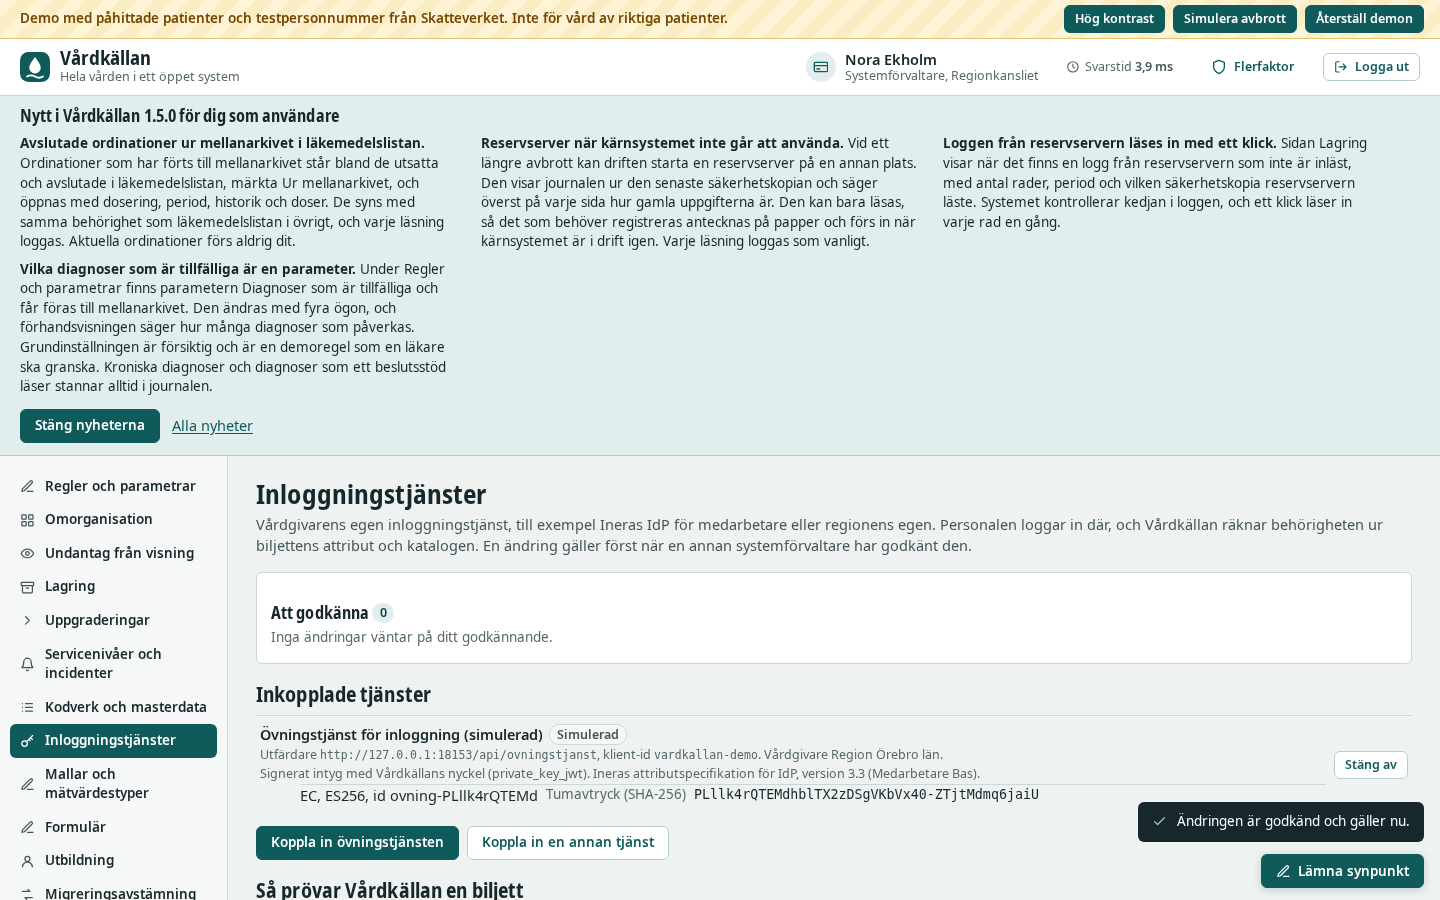 Demo med påhittade patienter och testpersonnummer från Skatteverket. Inte för vård av riktiga patienter.
Hög kontrast
Simulera avbrott
Återställ demon
Vårdkällan
Hela vården i ett öppet system
Nora Ekholm
Systemförvaltare, Regionkansliet
Svarstid 3,9 ms
Flerfaktor
Logga ut
Nytt i Vårdkällan 1.5.0 för dig som användare
Avslutade ordinationer ur mellanarkivet i läkemedelslistan.
Ordinationer som har förts till mellanarkivet står bland de utsatta
och avslutade i läkemedelslistan, märkta Ur mellanarkivet, och
öppnas med dosering, period, historik och doser. De syns med
samma behörighet som läkemedelslistan i övrigt, och varje läsning
loggas. Aktuella ordinationer förs aldrig dit.
Vilka diagnoser som är tillfälliga är en parameter. Under Regler
och parametrar finns parametern Diagnoser som är tillfälliga och
får föras till mellanarkivet. Den ändras med fyra ögon, och
förhandsvisningen säger hur många diagnoser som påverkas.
Grundinställningen är försiktig och är en demoregel som en läkare
ska granska. Kroniska diagnoser och diagnoser som ett beslutsstöd
läser stannar alltid i journalen.
Reservserver när kärnsystemet inte går att använda. Vid ett
längre avbrott kan driften starta en reservserver på en annan plats.
Den visar journalen ur den senaste säkerhetskopian och säger
överst på varje sida hur gamla uppgifterna är. Den kan bara läsas,
så det som behöver registreras antecknas på papper och förs in när
kärnsystemet är i drift igen. Varje läsning loggas som vanligt.
Loggen från reservservern läses in med ett klick. Sidan Lagring
visar när det finns en logg från reservservern som inte är inläst,
med antal rader, period och vilken säkerhetskopia reservservern
läste. Systemet kontrollerar kedjan i loggen, och ett klick läser in
varje rad en gång.
Stäng nyheterna
Alla nyheter
Regler och parametrar
Omorganisation
Undantag från visning
Lagring
Uppgraderingar
Servicenivåer och
incidenter
Kodverk och masterdata
Inloggningstjänster
Mallar och
mätvärdestyper
Formulär
Utbildning
Migreringsavstämning
Inloggningstjänster
Vårdgivarens egen inloggningstjänst, till exempel Ineras IdP för medarbetare eller regionens egen. Personalen loggar in där, och Vårdkällan räknar behörigheten ur
biljettens attribut och katalogen. En ändring gäller först när en annan systemförvaltare har godkänt den.
Att godkänna 0
Inga ändringar väntar på ditt godkännande.
Inkopplade tjänster
Övningstjänst för inloggning (simulerad) Simulerad
Utfärdare http://127.0.0.1:18153/api/ovningstjanst, klient-id vardkallan-demo. Vårdgivare Region Örebro län.
Signerat intyg med Vårdkällans nyckel (private_key_jwt). Ineras attributspecifikation för IdP, version 3.3 (Medarbetare Bas).
Stäng av
EC, ES256, id ovning-PLllk4rQTEMd Tumavtryck (SHA-256) PLllk4rQTEMdhblTX2zDSgVKbVx40-ZTjtMdmq6jaiU
Koppla in övningstjänsten
Koppla in en annan tjänst
Ändringen är godkänd och gäller nu.
Lämna synpunkt
Så prövar Vårdkällan en biljett